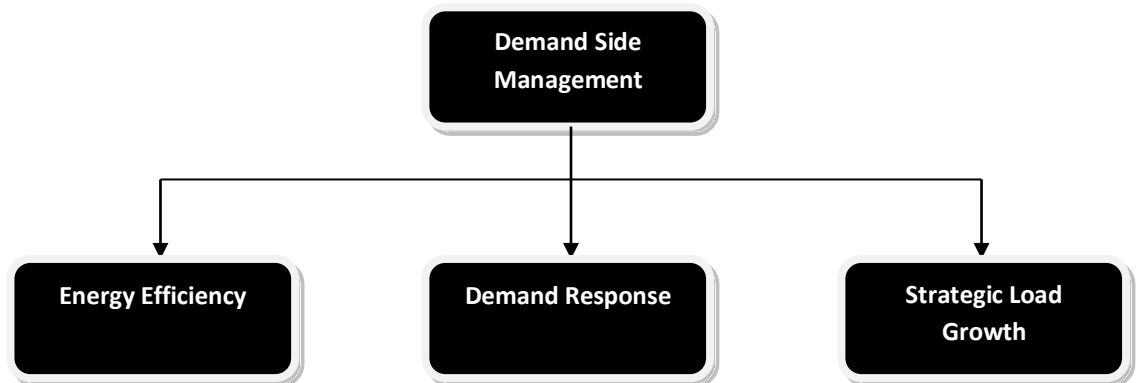 Demand Side
Management
Energy Efficiency
Demand Response
Strategic Load
Growth